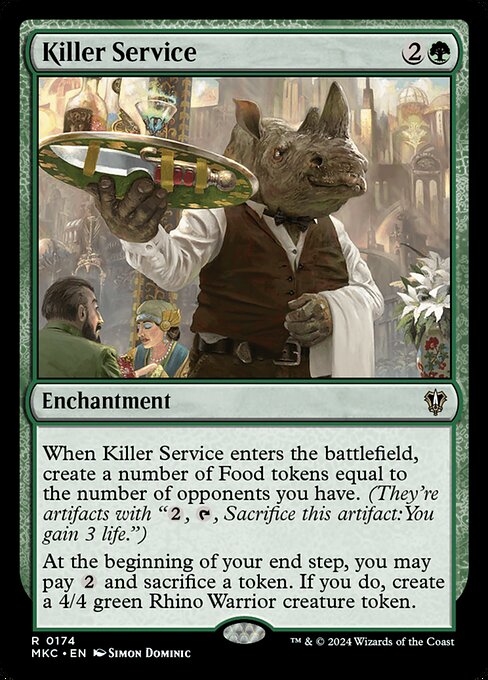 Killer Service 2
Enchantment
When Killer Service enters the battlefield,
create a number of Food tokens equal to
the number of opponents you have. (They’re
artifacts with “2, , Sacrifice this artifact:You
gain 3 life.”)
At the beginning of your end step, you may
pay 2 and sacrifice a token. If you do, create
a 4/4 green Rhino Warrior creature token.
R 0174 ™ & © 2024 Wizards of the Coast
MKC • EN Simon Dominic